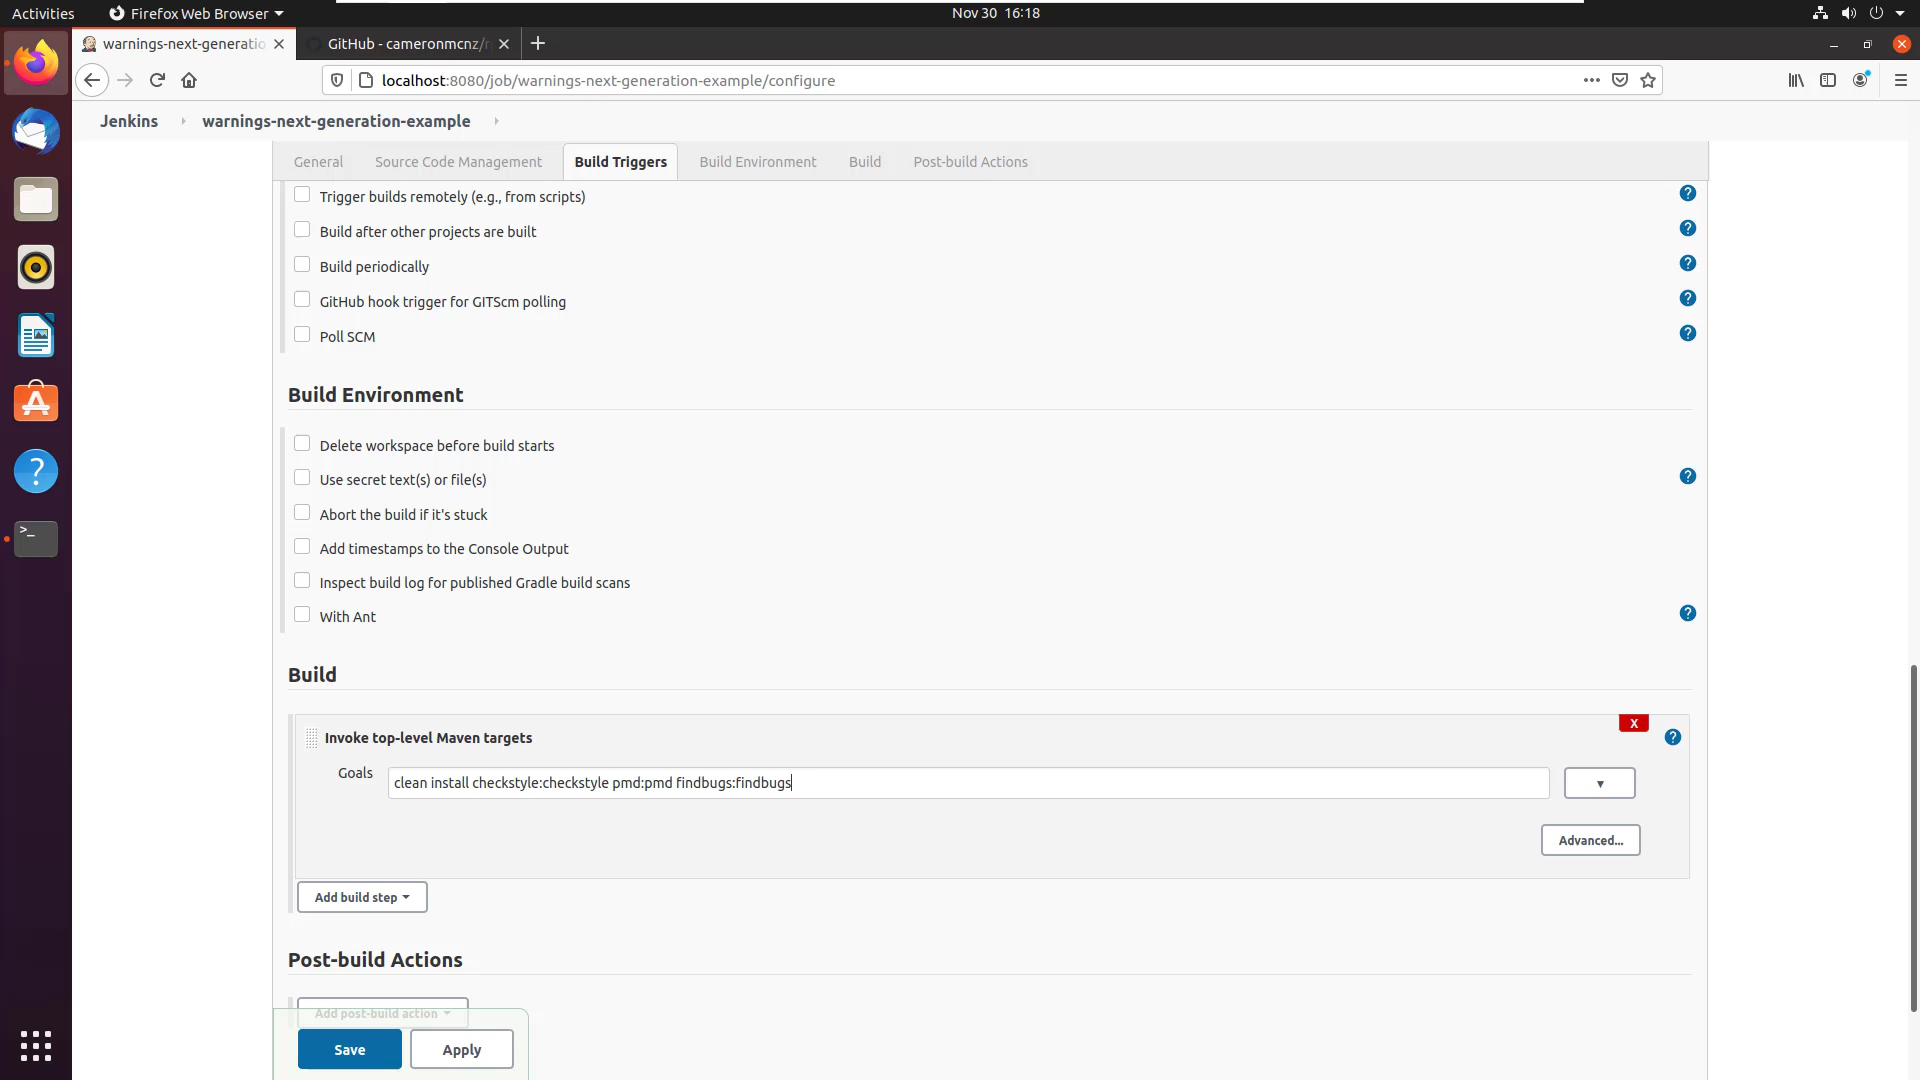 Activities
Firefox Web Browser
Nov 30 16:18
warnings-next-generatio
GitHub - cameronmcnz/r
localhost:8080/job/warnings-next-generation-example/configure
Jenkins
warnings-next-generation-example
General
Source Code Management
Build Triggers
Build Environment
Build
Post-build Actions
Trigger builds remotely (e.g., from scripts)
Build after other projects are built
Build periodically
GitHub hook trigger for GITScm polling
Poll SCM
Build Environment
Delete workspace before build starts
Use secret text(s) or file(s)
Abort the build if it's stuck
Add timestamps to the Console Output
Inspect build log for published Gradle build scans
With Ant
Build
X
Invoke top-level Maven targets
Goals
clean install checkstyle:checkstyle pmd:pmd findbugs:findbugs
Advanced...
Add build step
Post-build Actions
Add post-build action
Save
Apply